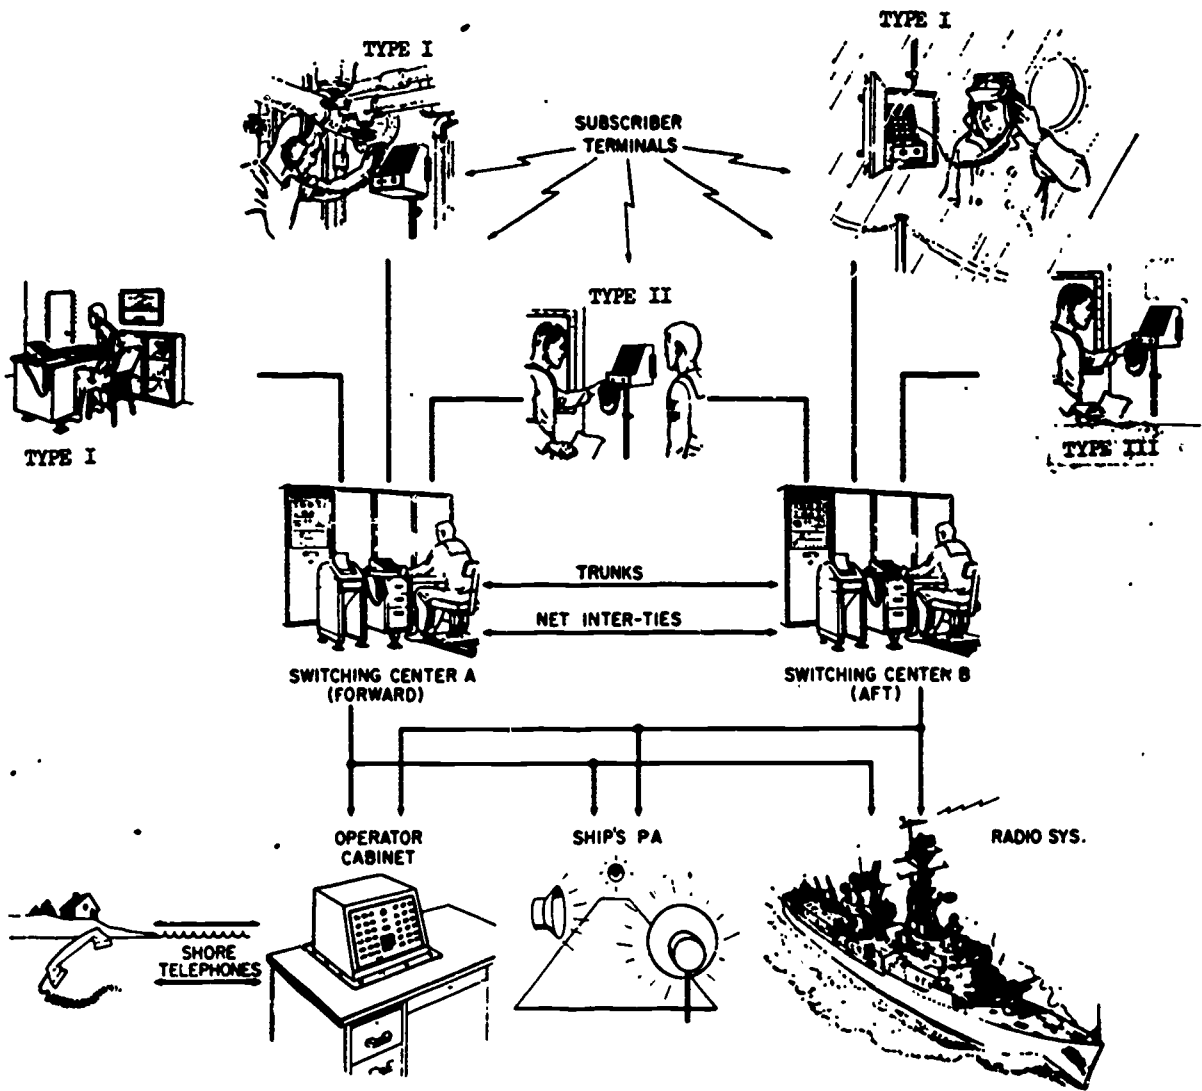 TYPE I
TYPE I
SUBSCRIBER
TERMINALS
TYPE II
TYPE I
TYPE III
TRUNKS
NET INTER-TIES
SWITCHING CENTER A
(FORWARD)
SWITCHING CENTER B
(AFT)
OPERATOR
CABINET
SHIP'S PA
RADIO SYS.
SHORE
TELEPHONES